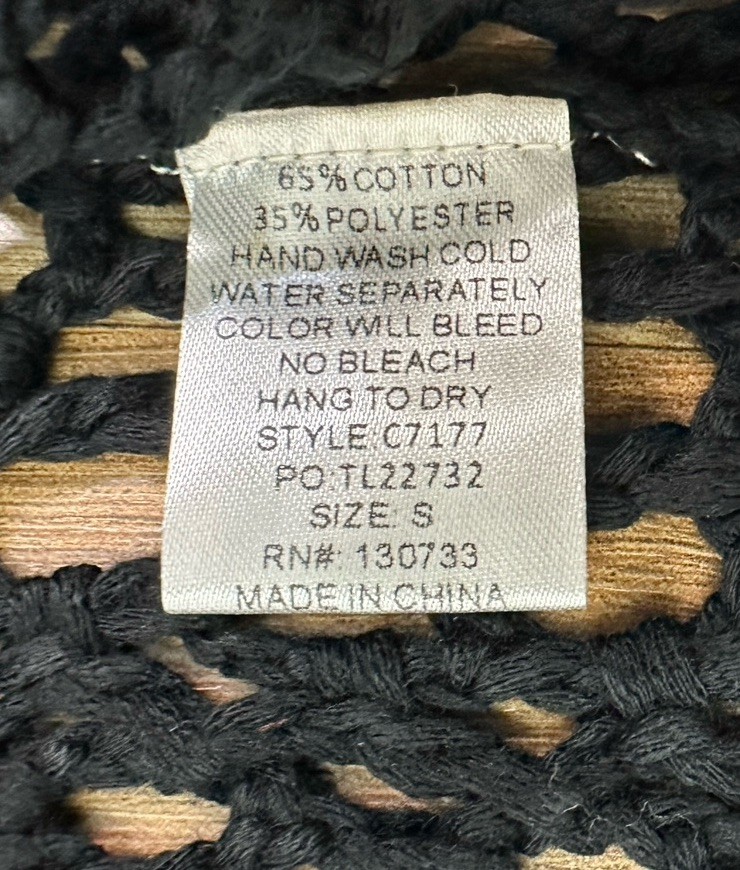 65% COTTON
35% POLYESTER
HAND WASH COLD
WATER SEPARATELY
COLOR WILL BLEED
NO BLEACH
HANG TO DRY
STYLE:C7177
PO:TL22732
SIZE: S
RN#: 130733
MADE IN CHINA